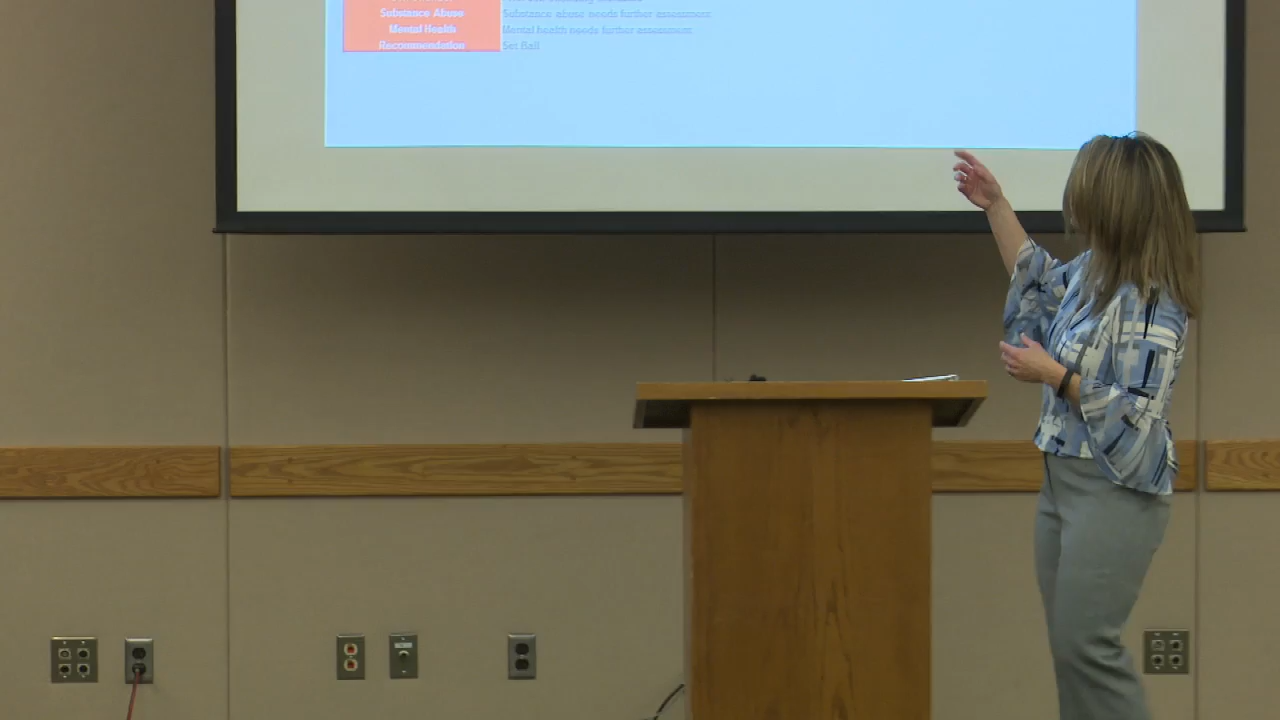 Substance Abuse Substance abuse needs further assessment
Mental Health Mental health needs further assessment
Recommendation Set Bail